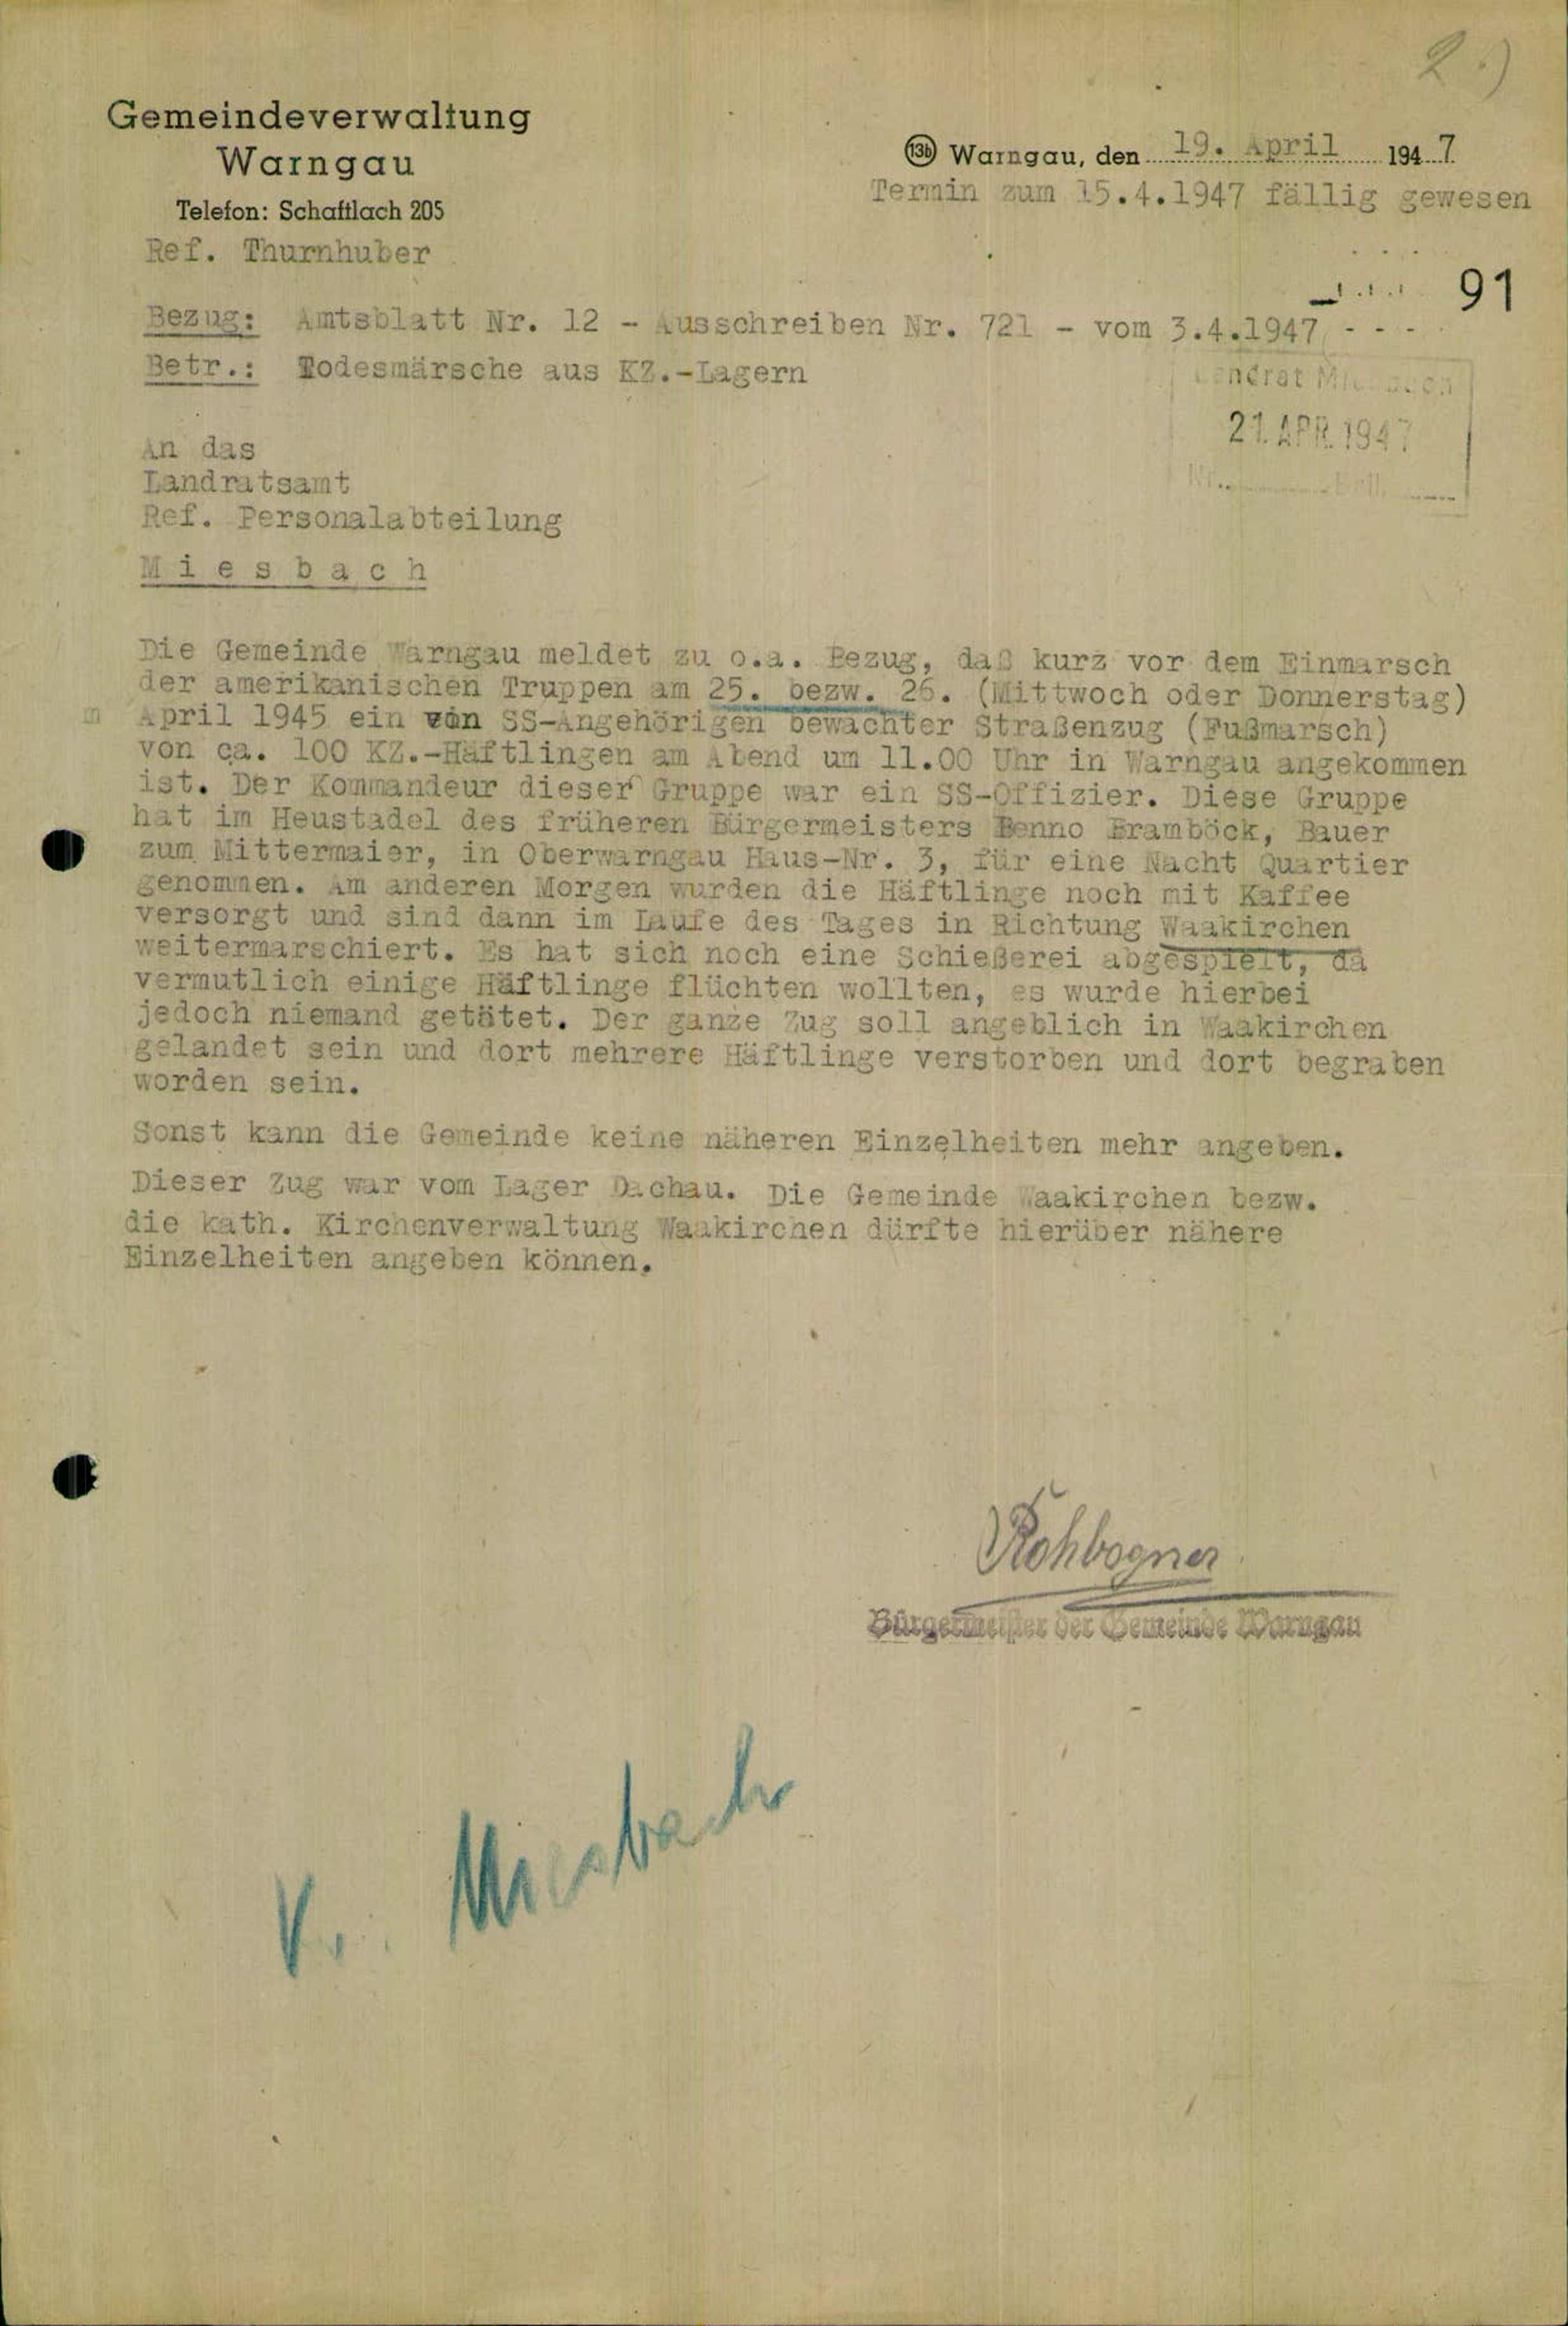 2.)
Gemeindeverwaltung
Warngau
Telefon: Schaftlach 205
Ref. Thurnhuber
13b Warngau, den 19. April 1947
Termin zum 15.4.1947 fällig gewesen
91
Bezug: Amtsblatt Nr. 12 - Ausschreiben Nr. 721 - vom 3.4.1947 - - -
Betr.: Todesmärsche aus KZ.-Lagern
Landrat Miesbach
21. APR. 1947
Nr.
An das
Landratsamt
Ref. Personalabteilung
Miesbach
Die Gemeinde Warngau meldet zu o.a. Bezug, daß kurz vor dem Einmarsch
der amerikanischen Truppen am 25. bezw. 26. (Mittwoch oder Donnerstag)
April 1945 ein von SS-Angehörigen bewachter Straßenzug (Fußmarsch)
von ca. 100 KZ.-Häftlingen am Abend um 11.00 Uhr in Warngau angekommen
ist. Der Kommandeur dieser Gruppe war ein SS-Offizier. Diese Gruppe
hat im Heustadel des früheren Bürgermeisters Benno Bramböck, Bauer
zum Mittermaier, in Oberwarngau Haus-Nr. 3, für eine Nacht Quartier
genommen. Am anderen Morgen wurden die Häftlinge noch mit Kaffee
versorgt und sind dann im Laufe des Tages in Richtung Waakirchen
weitermarschiert. Es hat sich noch eine Schießerei abgespielt, da
vermutlich einige Häftlinge flüchten wollten, es wurde hierbei
jedoch niemand getötet. Der ganze Zug soll angeblich in Waakirchen
gelandet sein und dort mehrere Häftlinge verstorben und dort begraben
worden sein.
Sonst kann die Gemeinde keine näheren Einzelheiten mehr angeben.
Dieser Zug war vom Lager Dachau. Die Gemeinde Waakirchen bezw.
die kath. Kirchenverwaltung Waakirchen dürfte hierüber nähere
Einzelheiten angeben können.
Rohbogner
Bürgermeister der Gemeinde Warngau
Miesbach